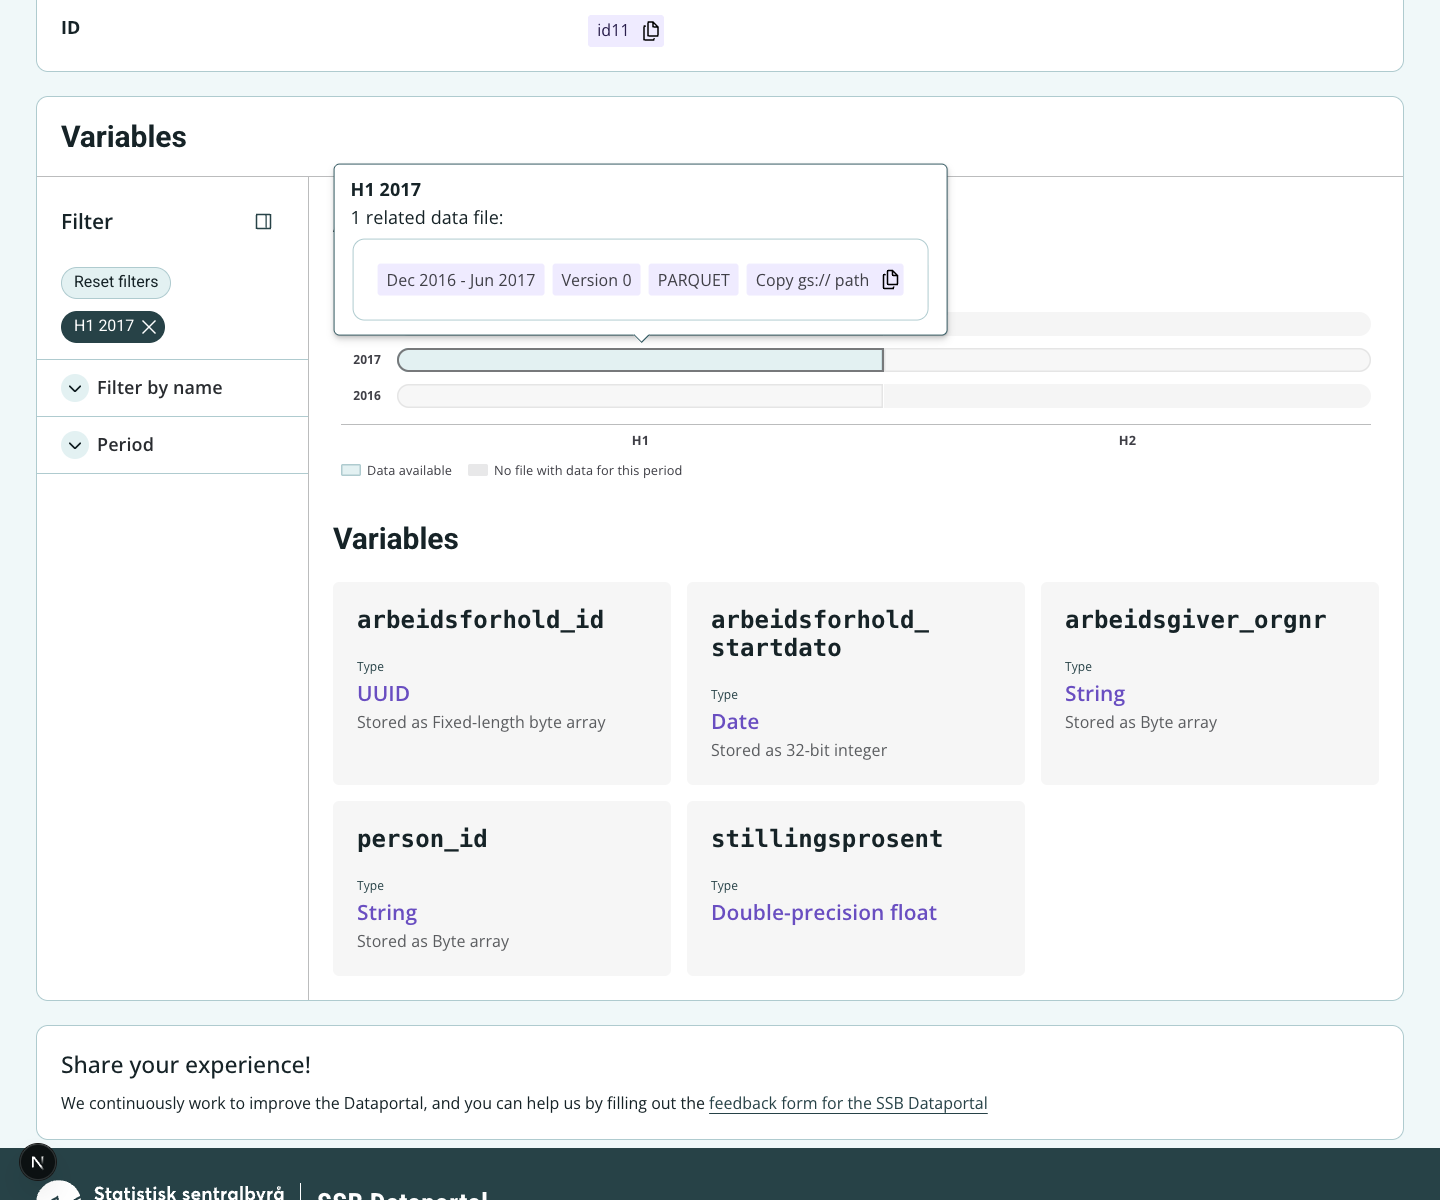 ID
id11
Variables
H1 2017
1 related data file:
Filter
Dec 2016 - Jun 2017 Version 0 PARQUET Copy gs:// path
Reset filters
H1 2017
2017
Filter by name
2016
H1 H2
Period
Data available No file with data for this period
Variables
arbeidsforhold_id
Type
UUID
Stored as Fixed-length byte array
arbeidsforhold_
startdato
Type
Date
Stored as 32-bit integer
arbeidsgiver_orgnr
Type
String
Stored as Byte array
person_id
Type
String
Stored as Byte array
stillingsprosent
Type
Double-precision float
Share your experience!
We continuously work to improve the Dataportal, and you can help us by filling out the feedback form for the SSB Dataportal
N
Statistisk sentralbyrå
SSB Dataportal